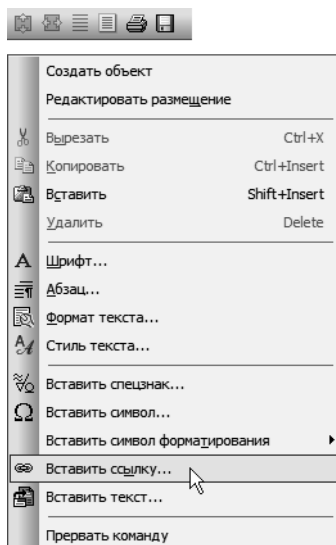 Создать объект
Редактировать размещение
Вырезать Ctrl+X
Копировать Ctrl+Insert
Вставить Shift+Insert
Удалить Delete
Шрифт...
Абзац...
Формат текста...
Стиль текста...
Вставить спецзнак...
Вставить символ...
Вставить символ форматирования
Вставить ссылку...
Вставить текст...
Прервать команду